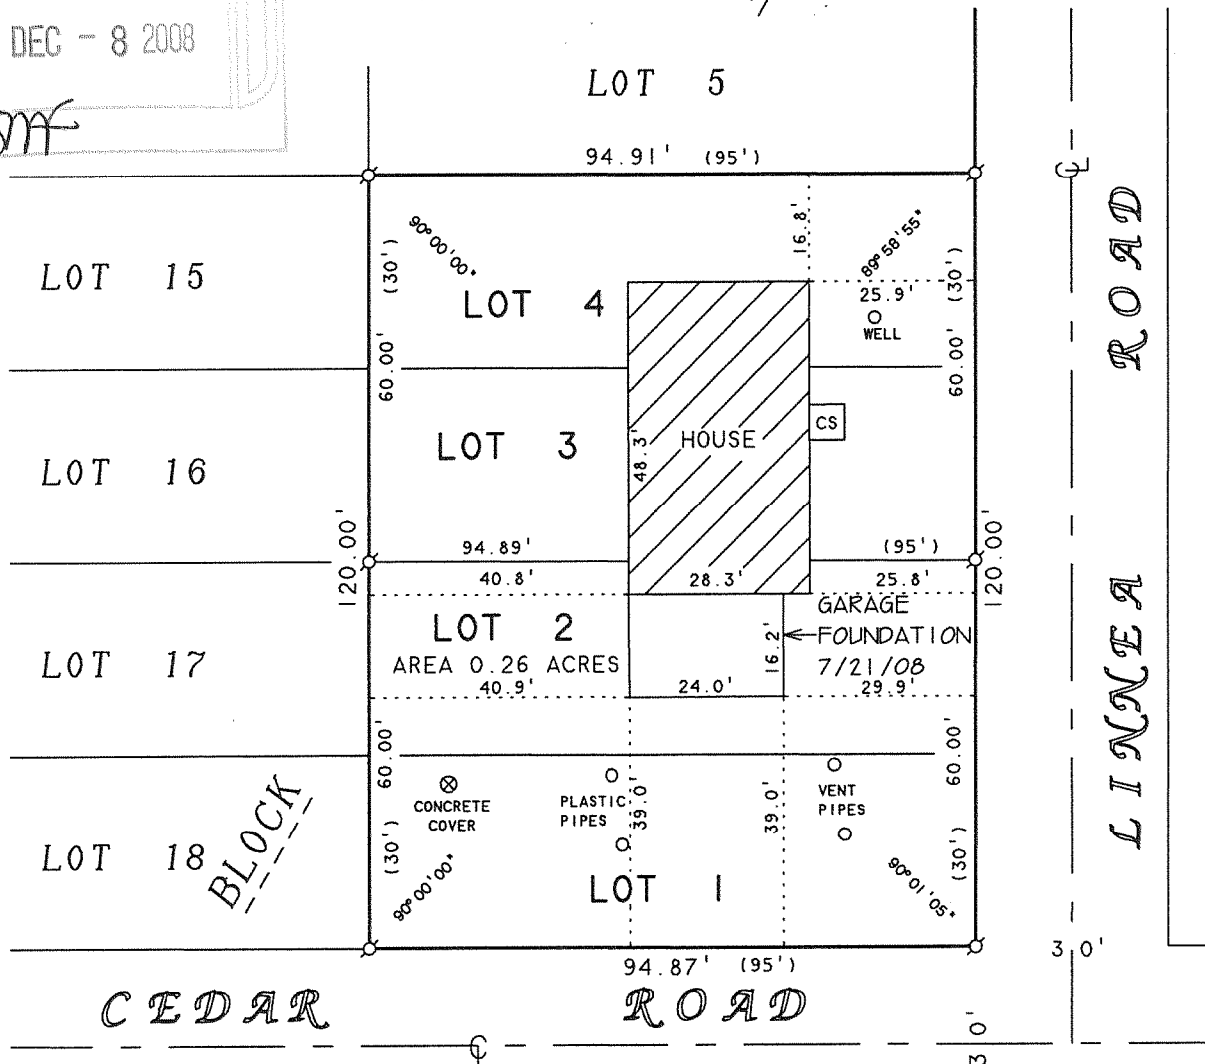 DEC - 8 2008
LOT 5
94.91' (95')
16.8'
90°00'00"
89°58'55"
(30')
(30')
LOT 15
LOT 4
25.9'
WELL
60.00'
60.00'
CS
LOT 3
HOUSE
48.3'
LOT 16
94.89'
(95')
120.00'
120.00'
40.8'
28.3'
25.8'
GARAGE
FOUNDATION
7/21/08
LOT 2
16.2'
LOT 17
AREA 0.26 ACRES
40.9'
24.0'
29.9'
60.00'
60.00'
CONCRETE
COVER
PLASTIC
PIPES
39.0'
39.0'
VENT
PIPES
BLOCK
LOT 18
(30')
(30')
90°00'00"
90°01'05"
LOT 1
94.87' (95')
30'
CEDAR ROAD
LINNEA ROAD
30'